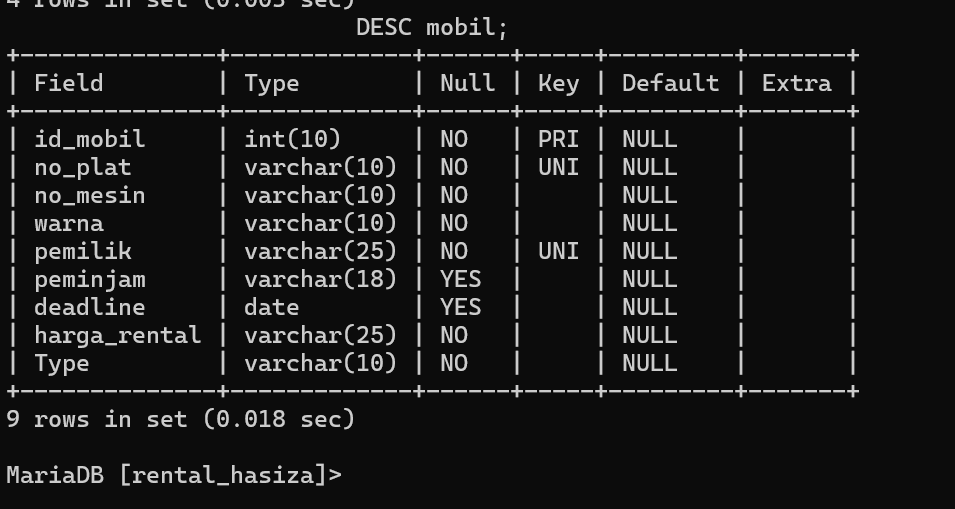 4 rows in set (0.003 sec)
DESC mobil;
+--------------+-------------+------+-----+---------+-------+
| Field        | Type        | Null | Key | Default | Extra |
+--------------+-------------+------+-----+---------+-------+
| id_mobil     | int(10)     | NO   | PRI | NULL    |       |
| no_plat      | varchar(10) | NO   | UNI | NULL    |       |
| no_mesin     | varchar(10) | NO   |     | NULL    |       |
| warna        | varchar(10) | NO   |     | NULL    |       |
| pemilik      | varchar(25) | NO   | UNI | NULL    |       |
| peminjam     | varchar(18) | YES  |     | NULL    |       |
| deadline     | date        | YES  |     | NULL    |       |
| harga_rental | varchar(25) | NO   |     | NULL    |       |
| Type         | varchar(10) | NO   |     | NULL    |       |
+--------------+-------------+------+-----+---------+-------+
9 rows in set (0.018 sec)
MariaDB [rental_hasiza]>